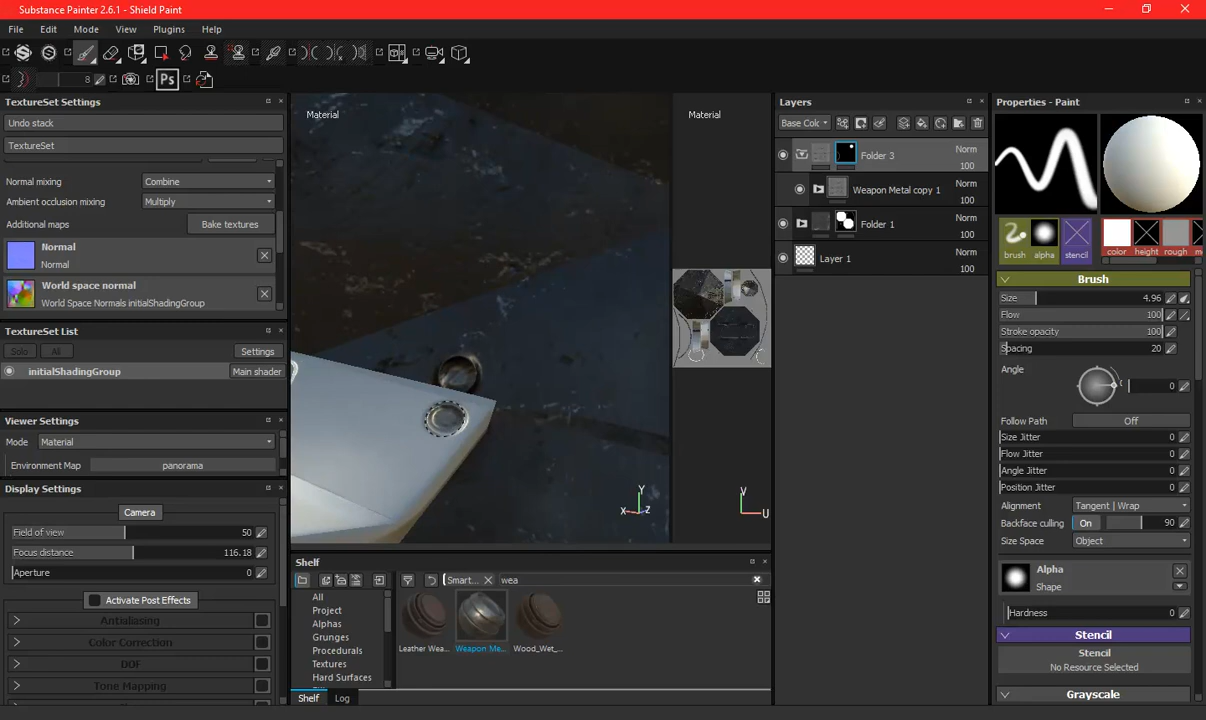 Substance Painter 2.6.1 - Shield Paint
File Edit Mode View Plugins Help
8 Ps
TextureSet Settings
Undo stack
TextureSet
Normal mixing Combine
Ambient occlusion mixing Multiply
Additional maps Bake textures
Normal
Normal
World space normals
World Space Normals initialShadingGroup
TextureSet List
Solo All Settings
initialShadingGroup Main shader
Viewer Settings
Mode Material
Environment Map panorama
Display Settings
Camera
Field of view 50
Focus distance 116.18
Aperture 0
Activate Post Effects
Antialiasing
Color Correction
DOF
Tone Mapping
Material
Y
X Z
Material
V
U
Shelf
Smart... wea
All
Project
Alphas
Grunges
Procedurals
Textures
Hard Surfaces
Leather Wea... Weapon Me... Wood_Wet_...
Shelf Log
Layers
Base Col
Folder 3 Norm
100
Weapon Metal copy 1 Norm
100
Folder 1 Norm
100
Layer 1 Norm
100
Properties - Paint
brush alpha stencil color height rough m
Brush
Size 4.96
Flow 100
Stroke opacity 100
Spacing 20
Angle 0
Follow Path Off
Size Jitter 0
Flow Jitter 0
Angle Jitter 0
Position Jitter 0
Alignment Tangent | Wrap
Backface culling On 90
Size Space Object
Alpha
Shape
Hardness 0
Stencil
Stencil
No Resource Selected
Grayscale